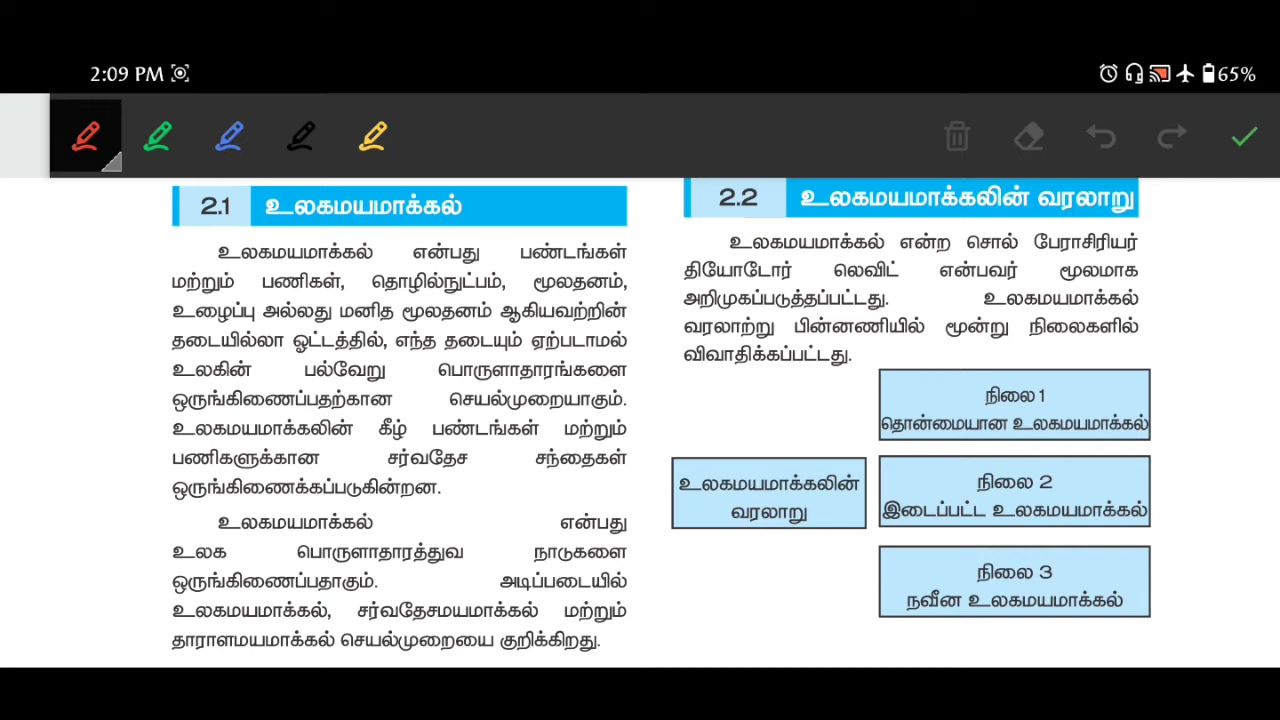 2:09 PM
65%
2.1 உலகமயமாக்கல்
உலகமயமாக்கல் என்பது பண்டங்கள்
மற்றும் பணிகள், தொழில்நுட்பம், மூலதனம்,
உழைப்பு அல்லது மனித மூலதனம் ஆகியவற்றின்
தடையில்லா ஓட்டத்தில், எந்த தடையும் ஏற்படாமல்
உலகின் பல்வேறு பொருளாதாரங்களை
ஒருங்கிணைப்பதற்கான செயல்முறையாகும்.
உலகமயமாக்கலின் கீழ் பண்டங்கள் மற்றும்
பணிகளுக்கான சர்வதேச சந்தைகள்
ஒருங்கிணைக்கப்படுகின்றன.
உலகமயமாக்கல் என்பது
உலக பொருளாதாரத்துவ நாடுகளை
ஒருங்கிணைப்பதாகும். அடிப்படையில்
உலகமயமாக்கல், சர்வதேசமயமாக்கல் மற்றும்
தாராளமயமாக்கல் செயல்முறையை குறிக்கிறது.
2.2 உலகமயமாக்கலின் வரலாறு
உலகமயமாக்கல் என்ற சொல் பேராசிரியர்
தியோடோர் லெவிட் என்பவர் மூலமாக
அறிமுகப்படுத்தப்பட்டது. உலகமயமாக்கல்
வரலாற்று பின்னணியில் மூன்று நிலைகளில்
விவாதிக்கப்பட்டது.
நிலை 1
தொன்மையான உலகமயமாக்கல்
உலகமயமாக்கலின்
வரலாறு
நிலை 2
இடைப்பட்ட உலகமயமாக்கல்
நிலை 3
நவீன உலகமயமாக்கல்